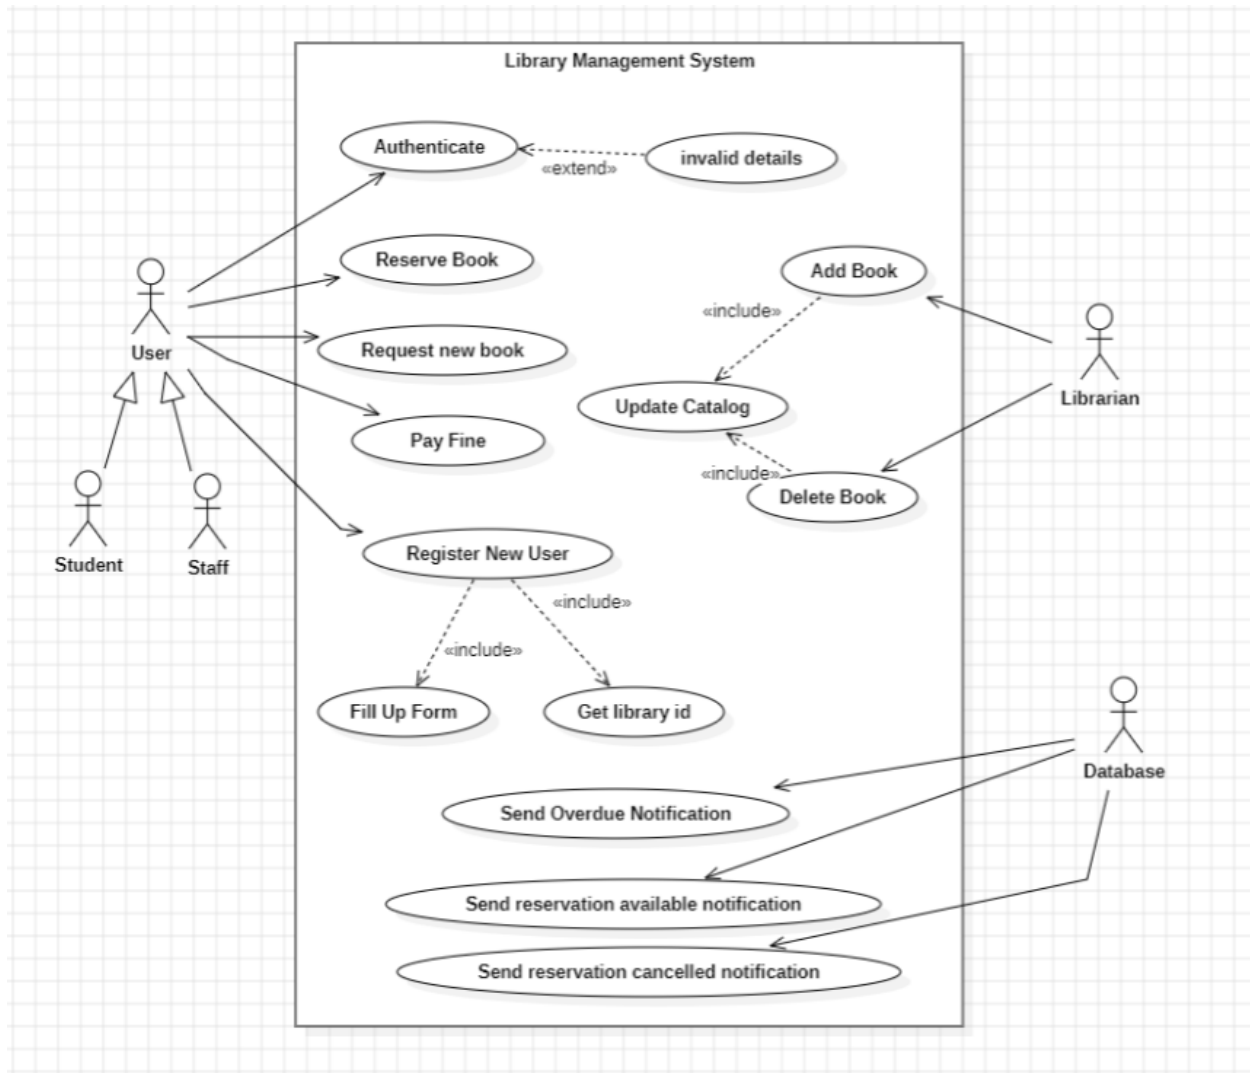 Library Management System
Authenticate
«extend»
invalid details
Reserve Book
Add Book
«include»
Request new book
User
Update Catalog
Librarian
Pay Fine
«include»
Delete Book
Student
Staff
Register New User
«include»
«include»
Fill Up Form
Get library id
Database
Send Overdue Notification
Send reservation available notification
Send reservation cancelled notification